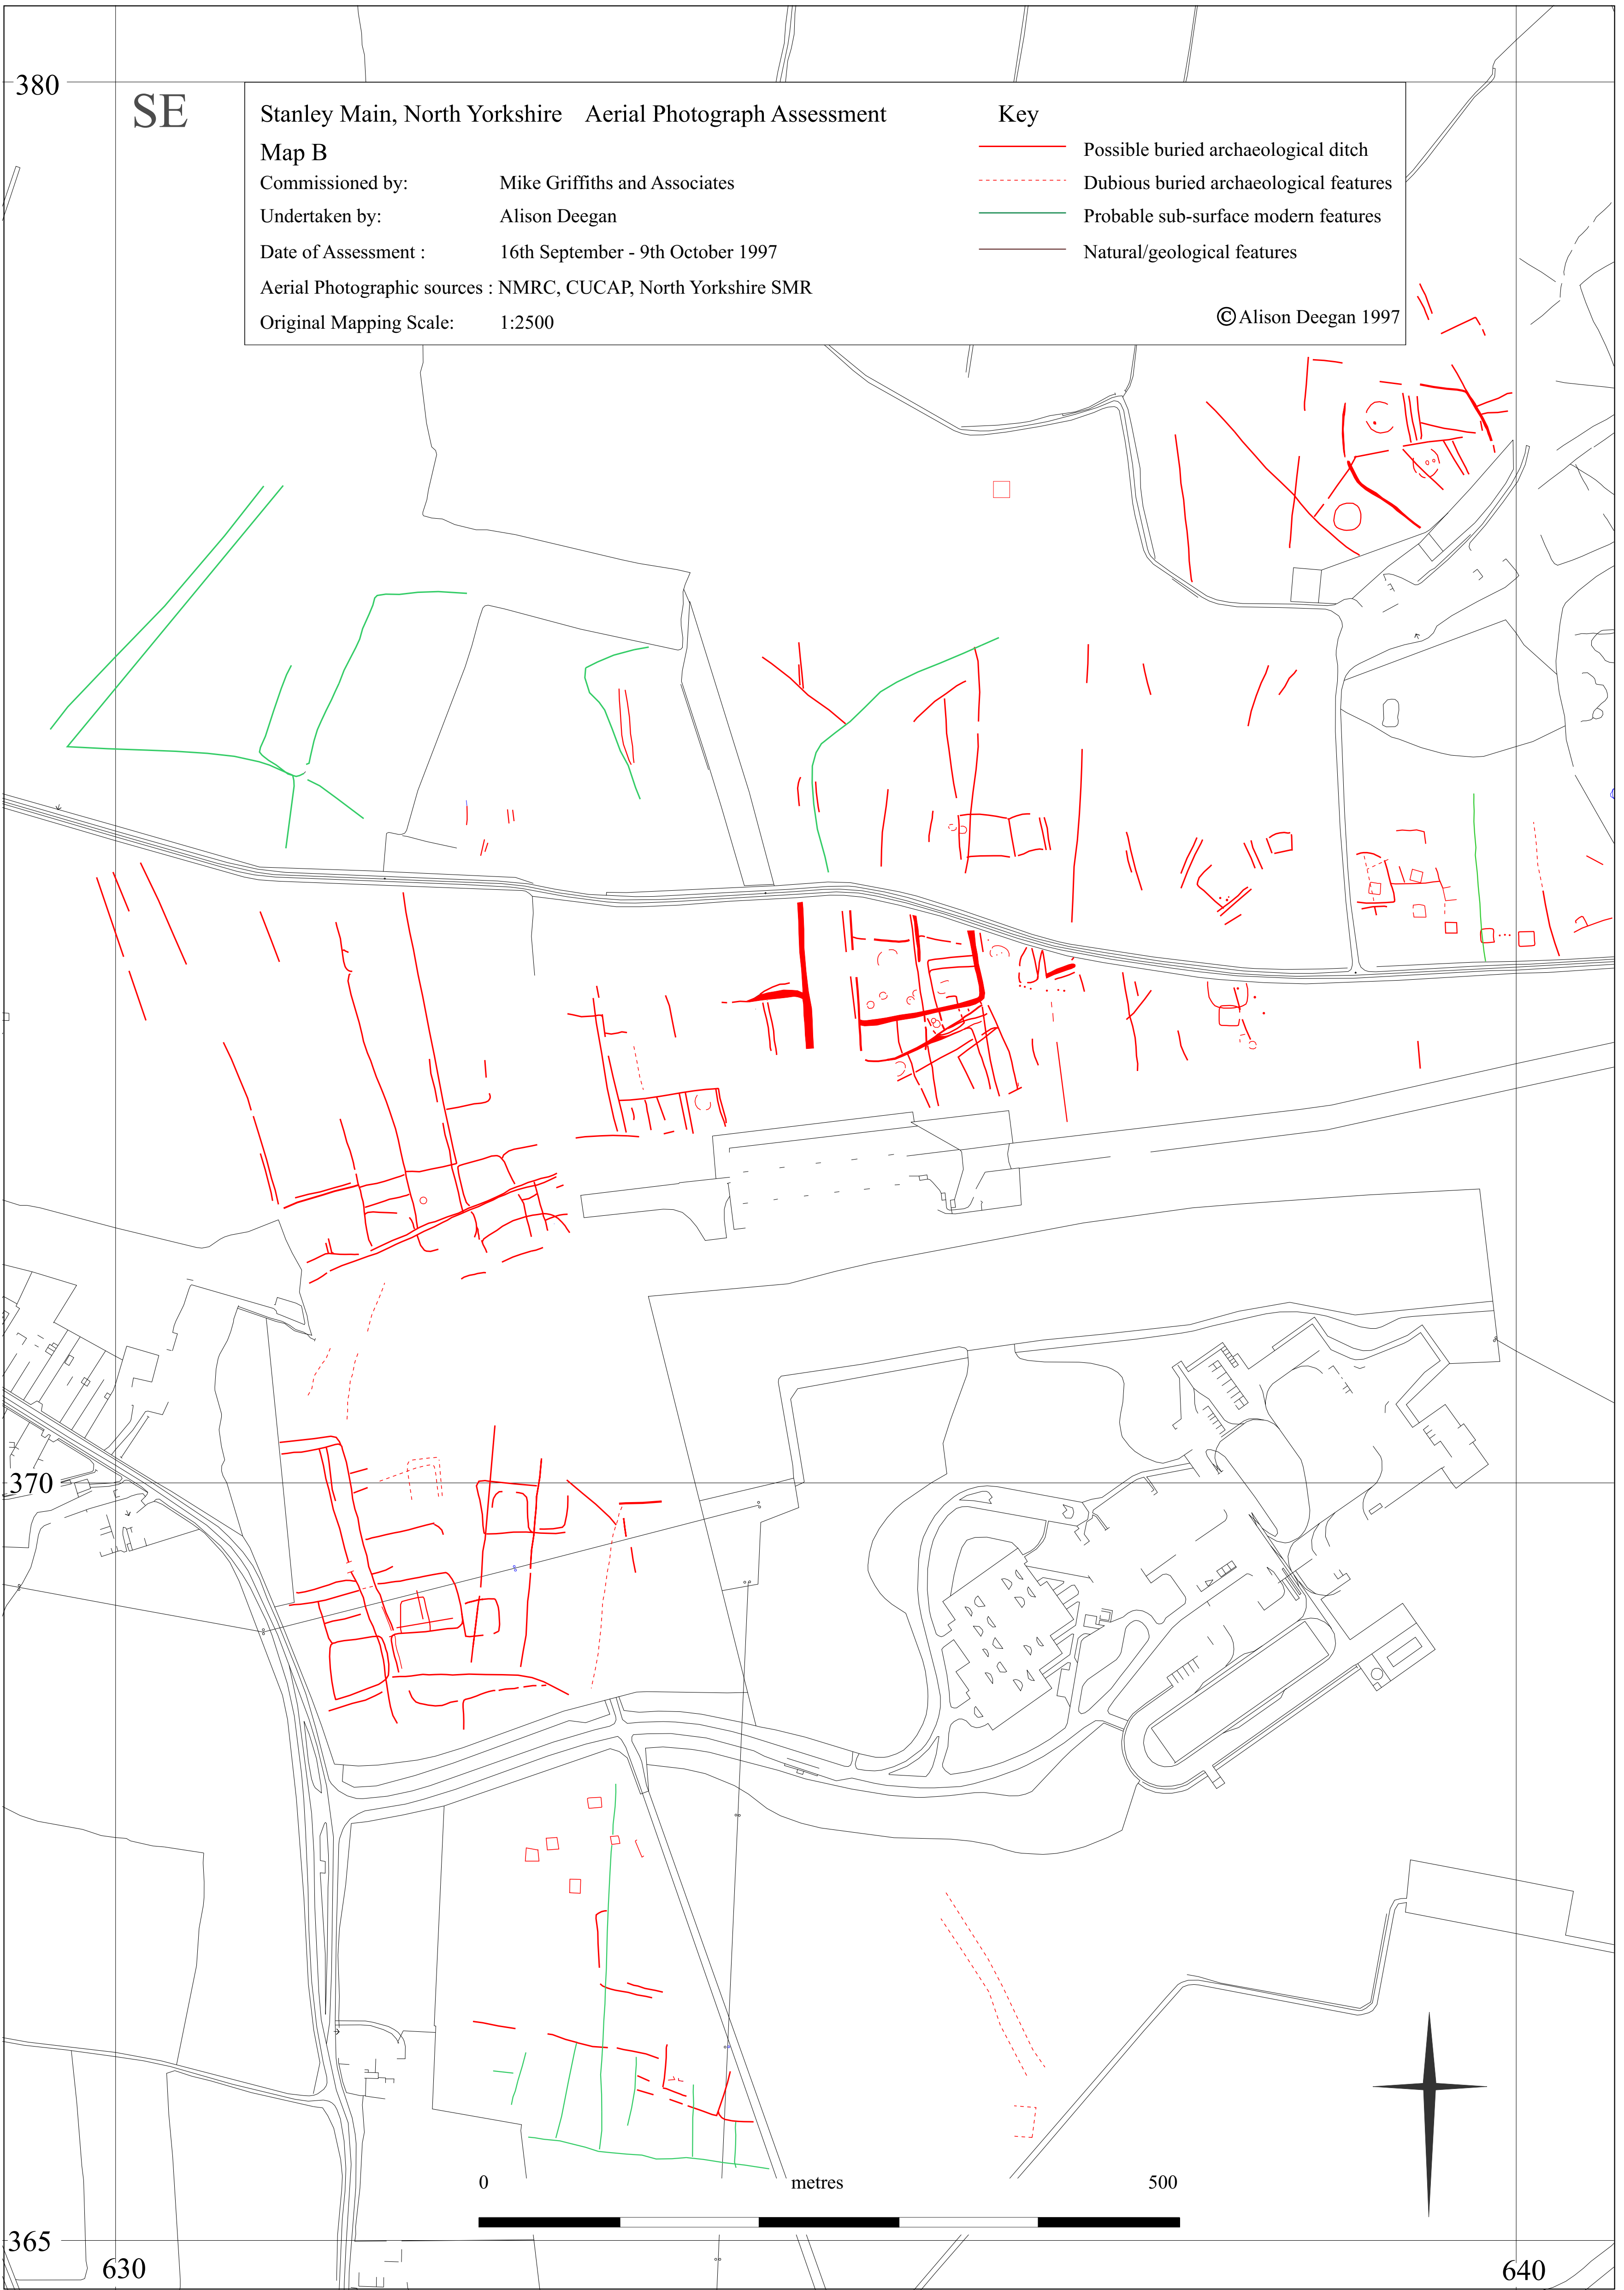 380
SE
Stanley Main, North Yorkshire Aerial Photograph Assessment
Map B
Commissioned by: Mike Griffiths and Associates
Undertaken by: Alison Deegan
Date of Assessment : 16th September - 9th October 1997
Aerial Photographic sources : NMRC, CUCAP, North Yorkshire SMR
Original Mapping Scale: 1:2500
Key
Possible buried archaeological ditch
Dubious buried archaeological features
Probable sub-surface modern features
Natural/geological features
© Alison Deegan 1997
370
0 metres 500
365
630 640